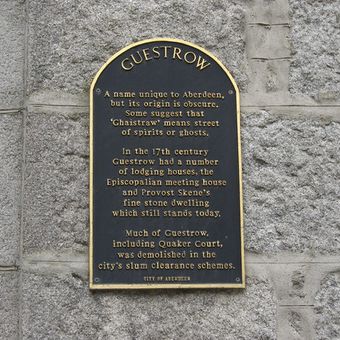 GUESTROW
A name unique to Aberdeen,
but its origin is obscure.
Some suggest that
'Ghaistraw' means street
of spirits or ghosts.
In the 17th century
Guestrow had a number
of lodging houses, the
Episcopalian meeting house
and Provost Skene's
fine stone dwelling
which still stands today.
Much of Guestrow,
including Quaker Court,
was demolished in the
city's slum clearance schemes.
CITY OF ABERDEEN